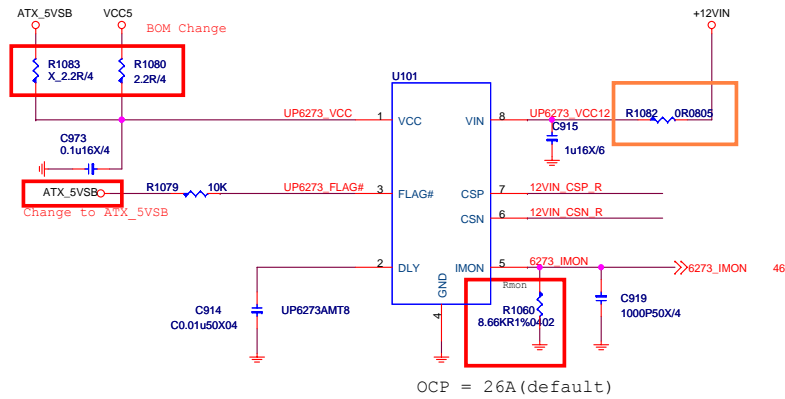 ATX_5VSB
VCC5
BOM Change
+12VIN
R1083
X_2.2R/4
R1080
2.2R/4
U101
UP6273_VCC
1
VCC
VIN
8
UP6273_VCC12
R1082
0R0805
C973
0.1u16X/4
C915
1u16X/6
ATX_5VSB
R1079
10K
UP6273_FLAG#
3
FLAG#
CSP
7
12VIN_CSP_R
Change to ATX_5VSB
CSN
6
12VIN_CSN_R
2
DLY
IMON
5
6273_IMON
6273_IMON
46
GND
4
Rmon
R1060
8.66KR1%0402
C914
C0.01u50X04
UP6273AMT8
C919
1000P50X/4
OCP = 26A(default)